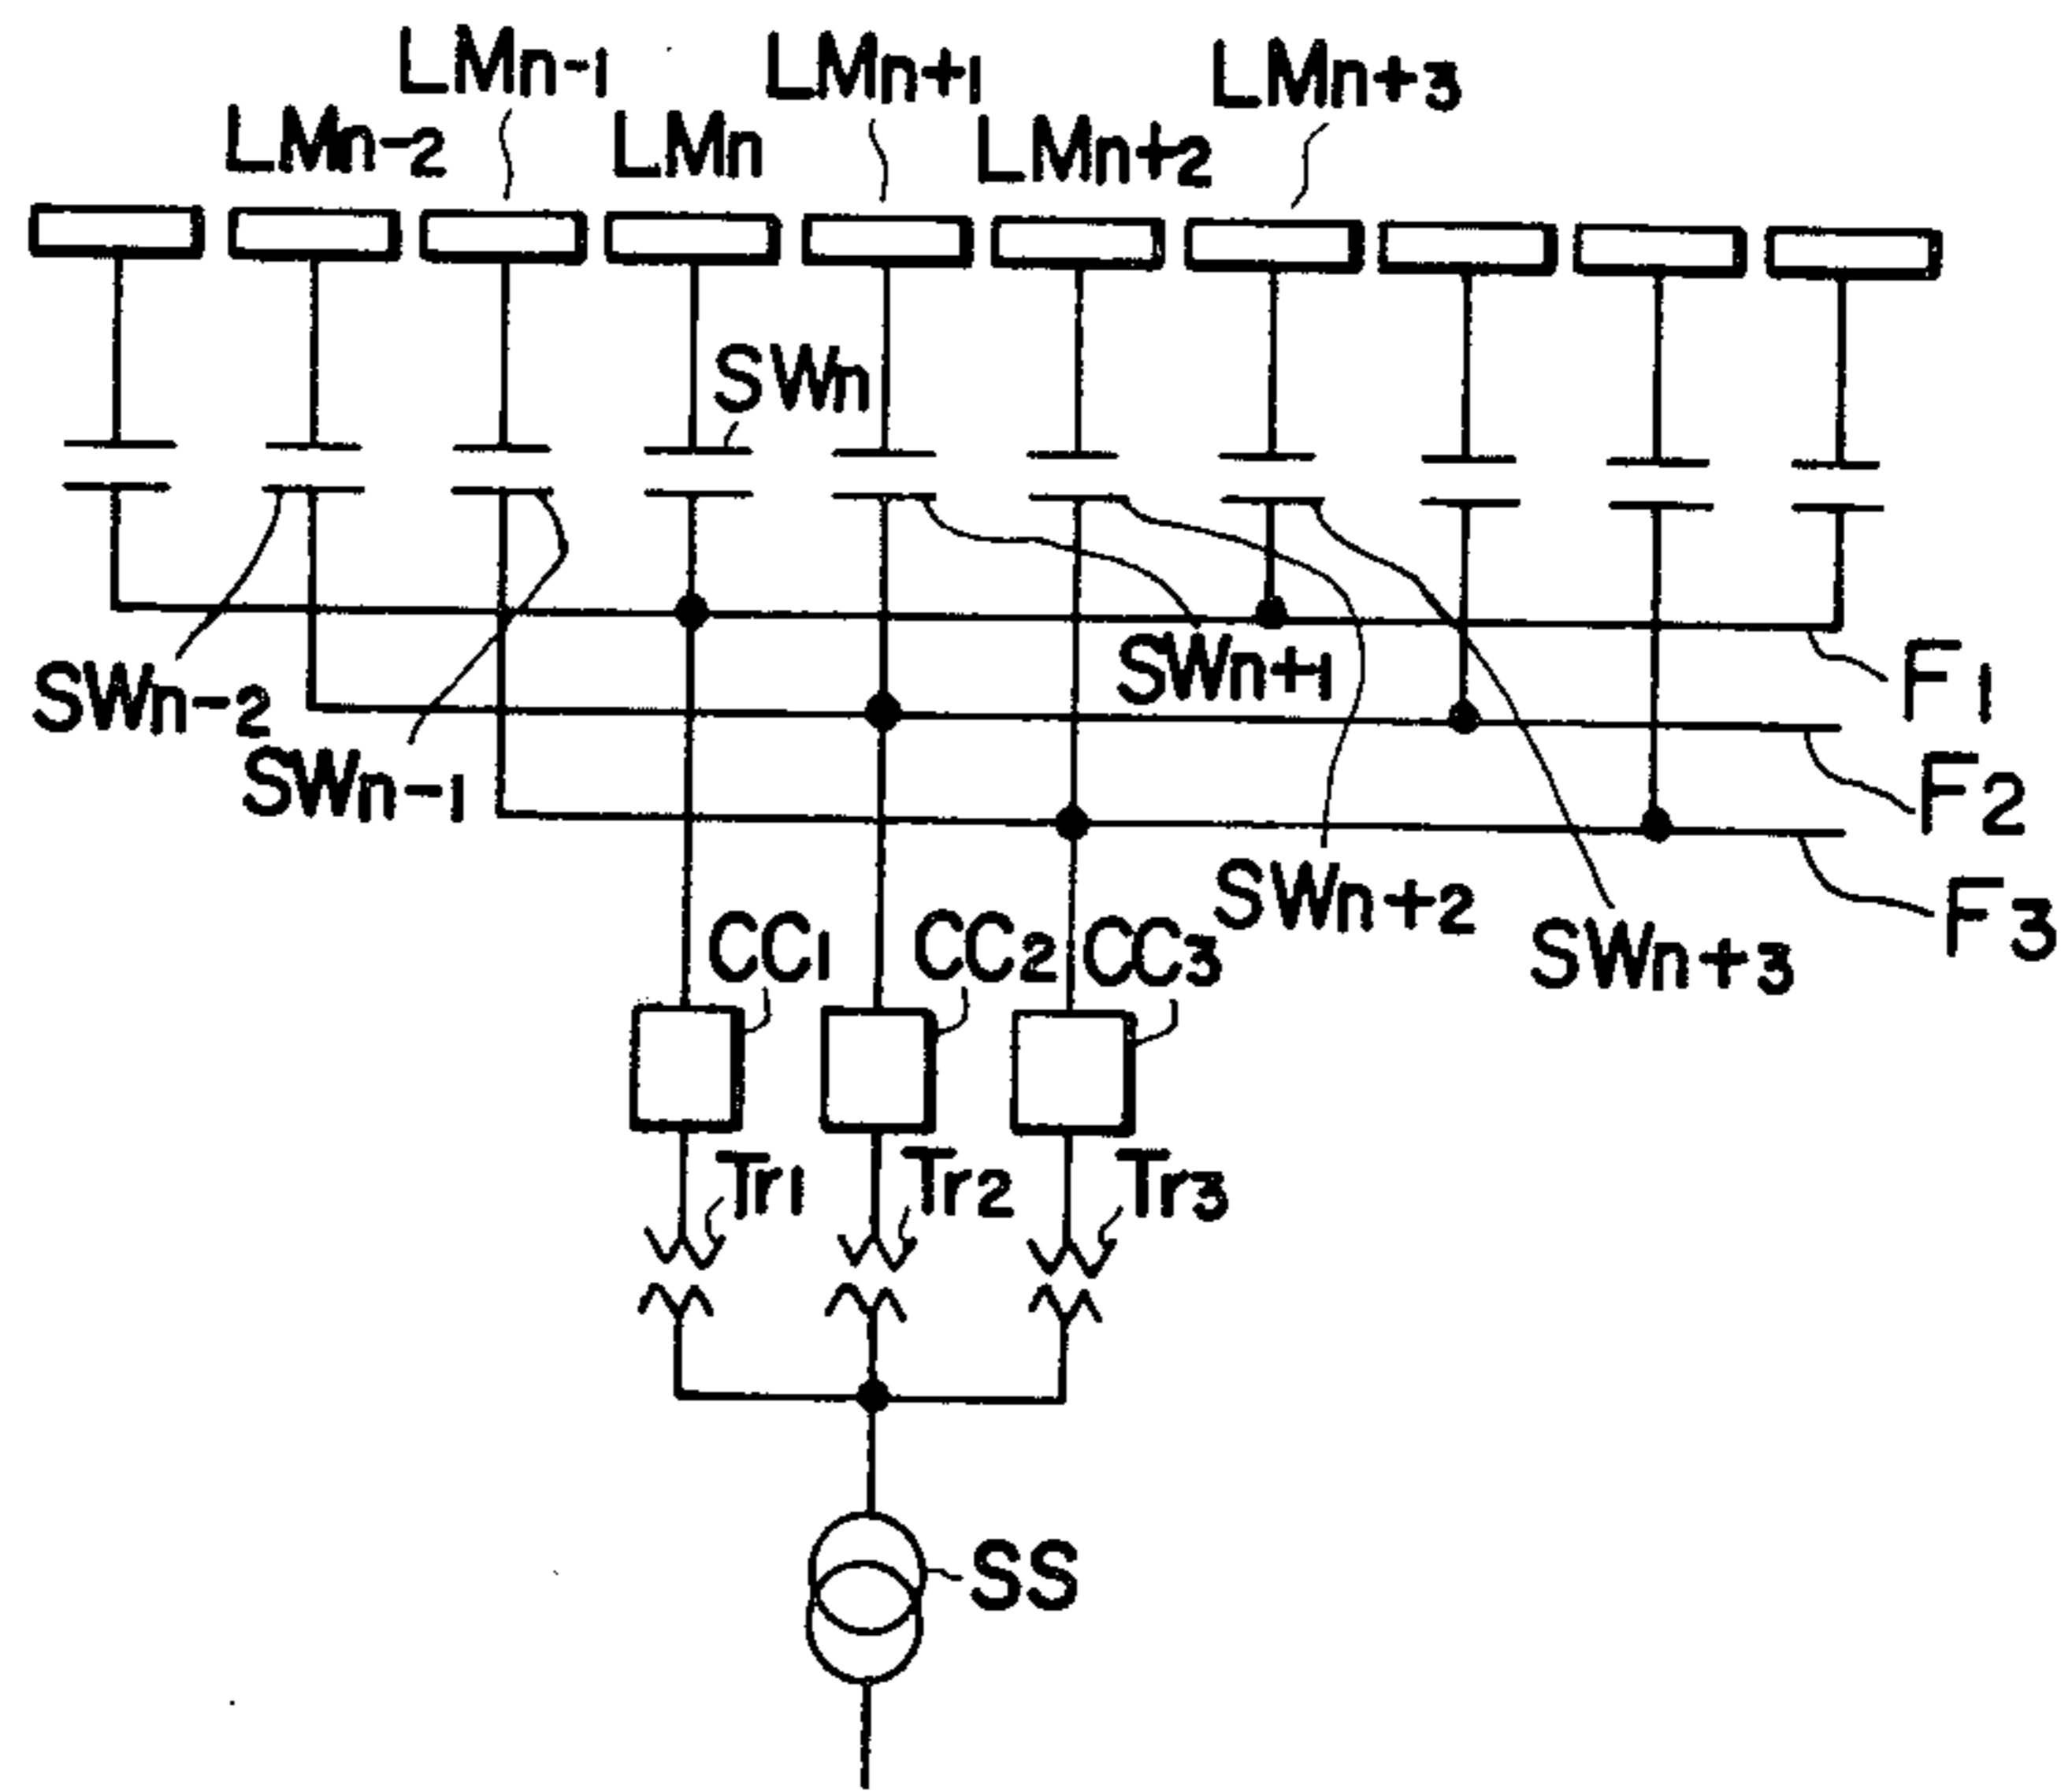 LMn-1
LMn+1
LMn+3
LMn-2
LMn
LMn+2
SWn
SWn+1
F1
SWn-2
SWn-1
F2
SWn+2
F3
SWn+3
CC1
CC2
CC3
Tr1
Tr2
Tr3
SS